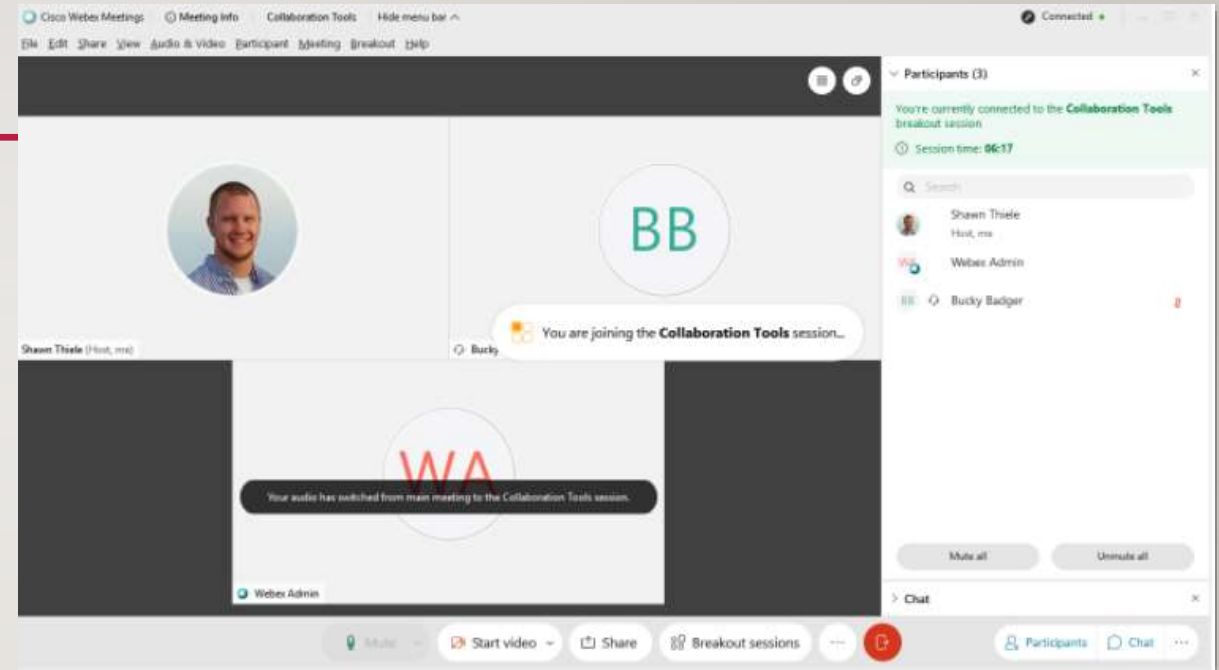 Cisco Webex Meetings Meeting Info Collaboration Tools Hide menu bar Connected
File Edit Share View Audio & Video Participant Meeting Breakout Help
Participants (3)
You're currently connected to the Collaboration Tools
breakout session
Session time: 06:17
Search
BB
Shawn Thiele
Host, me
WA Webex Admin
BB Bucky Badger
You are joining the Collaboration Tools session...
Shawn Thiele (Host, me)
Bucky
WA
Your audio has switched from main meeting to the Collaboration Tools session.
Webex Admin
Mute all Unmute all
Chat
Mute Start video Share Breakout sessions Participants Chat